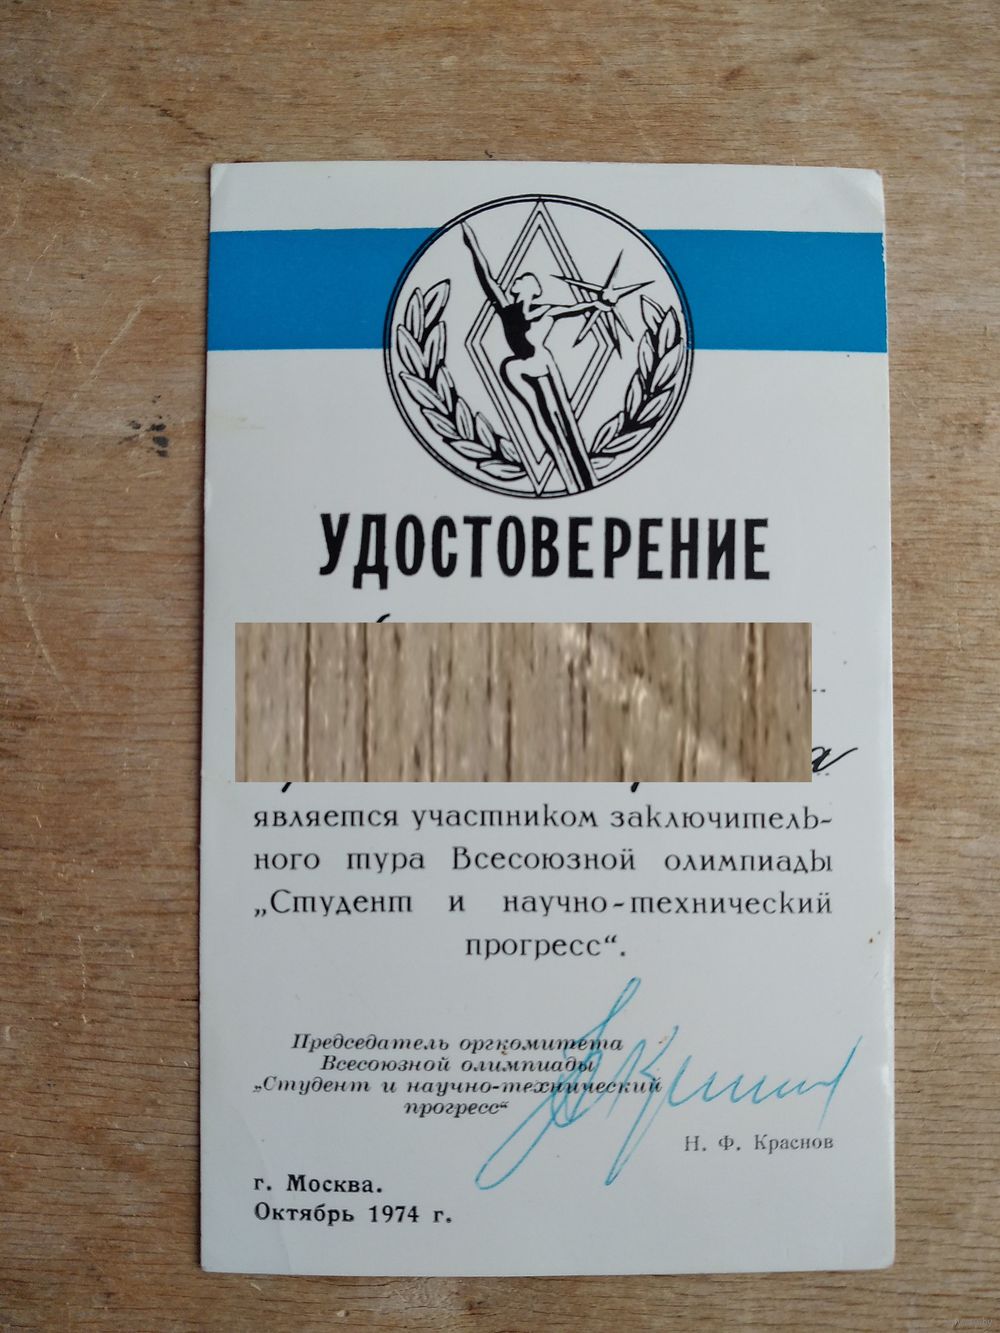 УДОСТОВЕРЕНИЕ
является участником заключитель-
ного тура Всесоюзной олимпиады
„Студент и научно-технический
прогресс“.
Председатель оргкомитета
Всесоюзной олимпиады
„Студент и научно-технический
прогресс“
Н. Ф. Краснов
г. Москва.
Октябрь 1974 г.